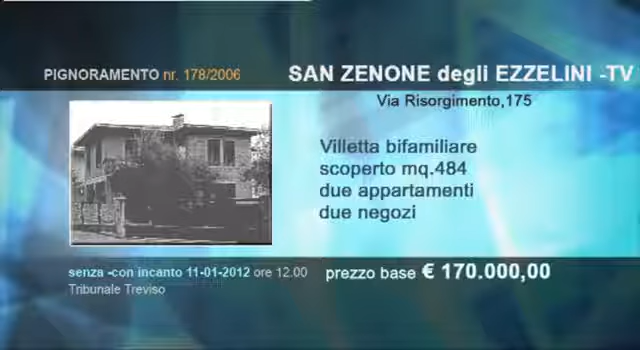 PIGNORAMENTO nr. 178/2006
SAN ZENONE degli EZZELINI -TV
Via Risorgimento,175
Villetta bifamiliare
scoperto mq.484
due appartamenti
due negozi
senza -con incanto 11-01-2012 ore 12.00
prezzo base € 170.000,00
Tribunale Treviso